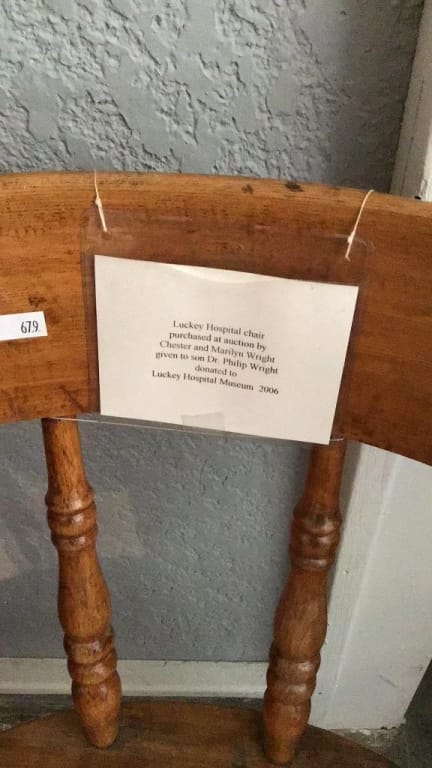 679.
Luckey Hospital chair
purchased at auction by
Chester and Marilyn Wright
given to son Dr. Philip Wright
donated to
Luckey Hospital Museum 2006